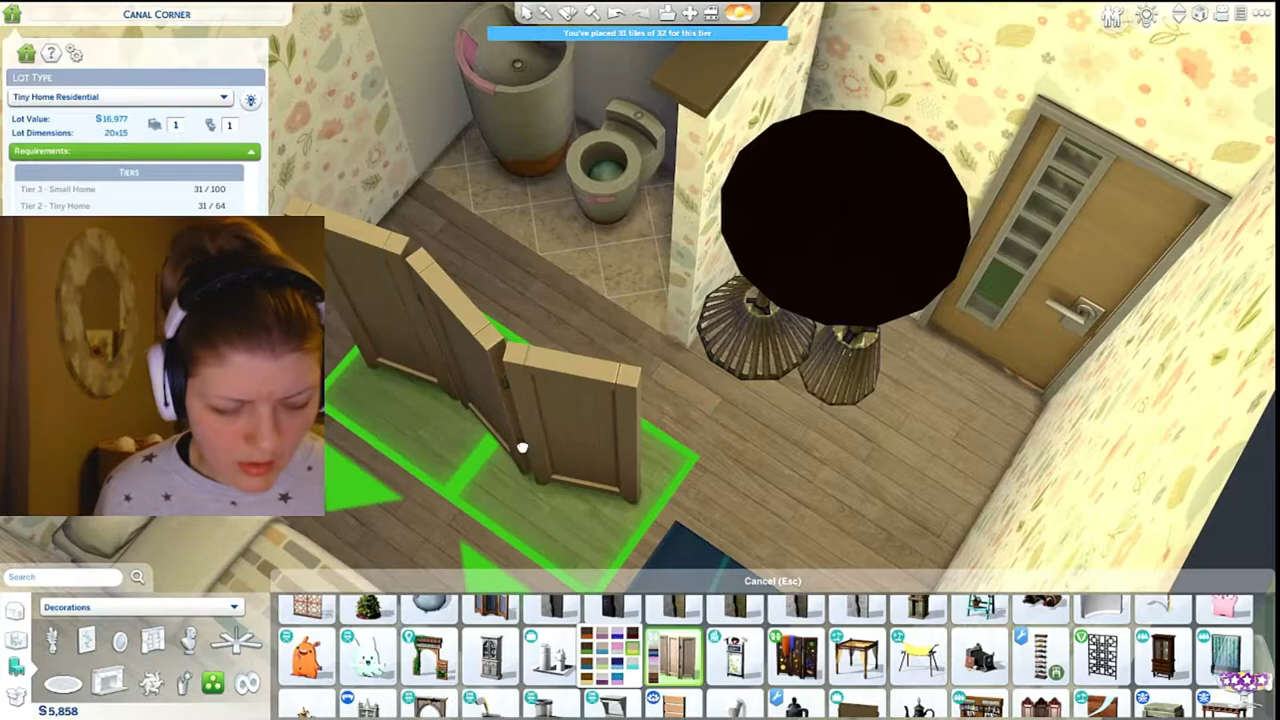 CANAL CORNER
You've placed 31 tiles of 32 for this tier
LOT TYPE
Tiny Home Residential
Lot Value: §16,977
1
1
Lot Dimensions: 20x15
Requirements:
TIERS
Tier 3 - Small Home 31 / 100
Tier 2 - Tiny Home 31 / 64
Cancel (Esc)
Search
Decorations
§5,858